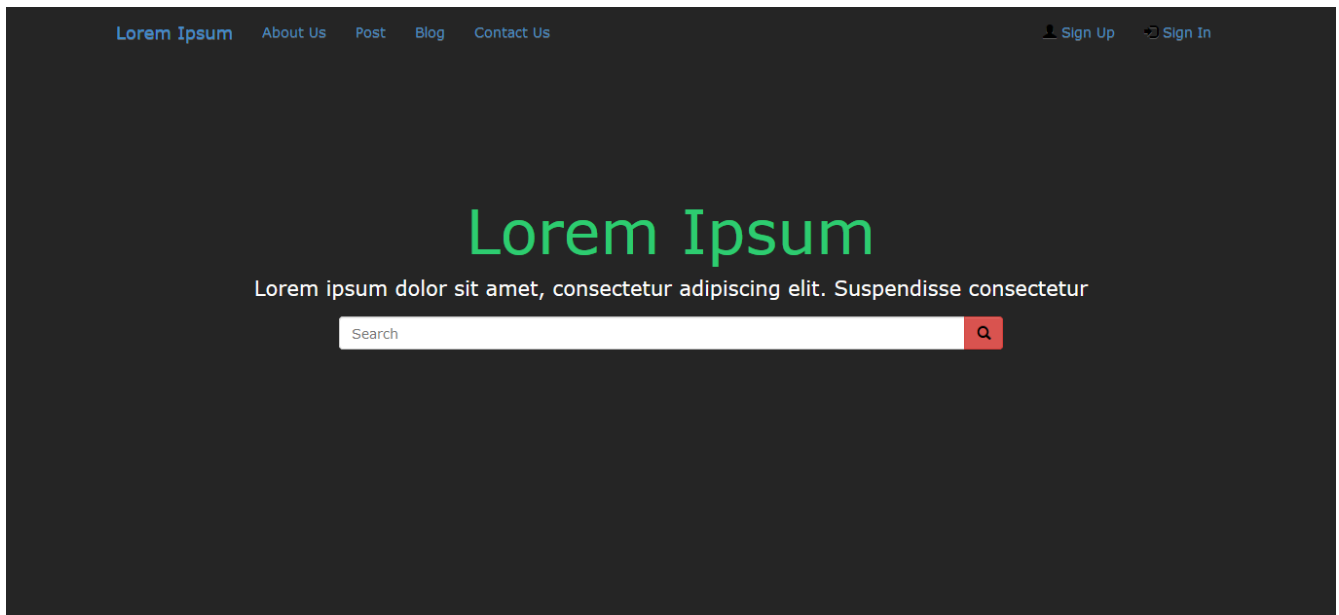 Lorem Ipsum About Us Post Blog Contact Us Sign Up Sign In
Lorem Ipsum
Lorem ipsum dolor sit amet, consectetur adipiscing elit. Suspendisse consectetur
Search